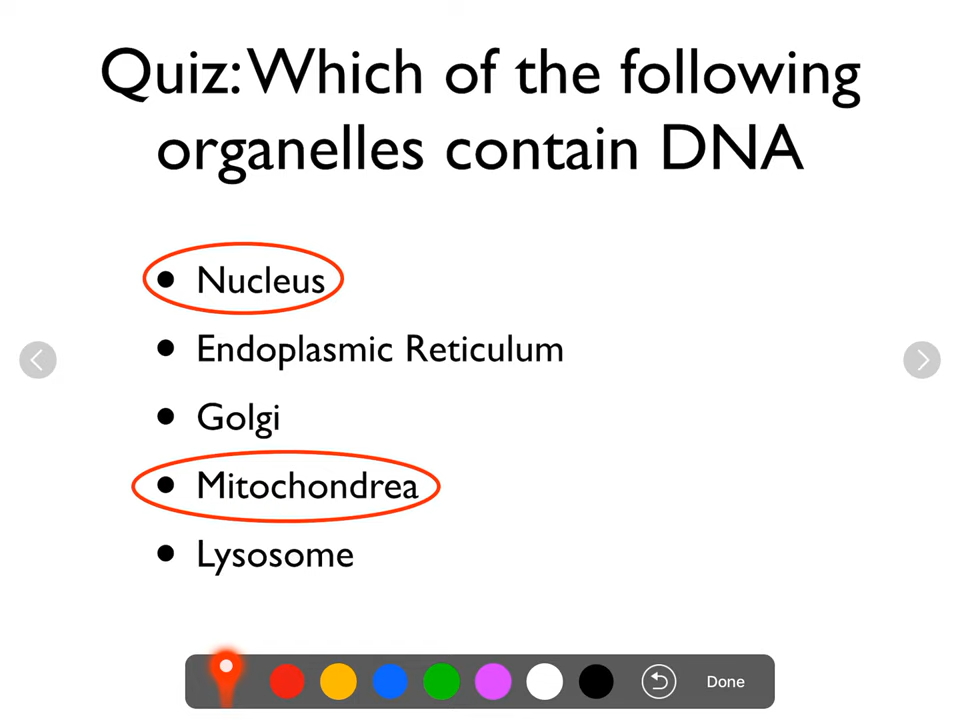 Quiz: Which of the following
organelles contain DNA
• Nucleus
• Endoplasmic Reticulum
• Golgi
• Mitochondrea
• Lysosome
Done